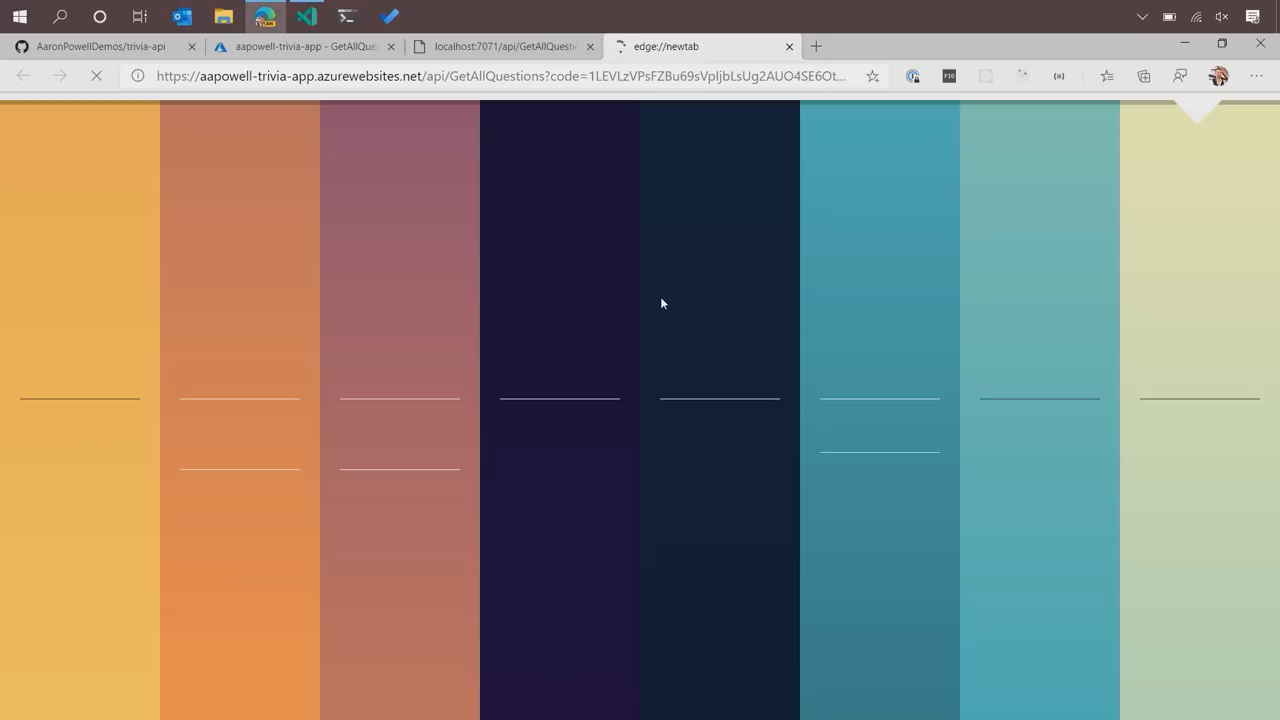 AaronPowellDemos/trivia-api
aapowell-trivia-app - GetAllQue
localhost:7071/api/GetAllQuesti
edge://newtab
https://aapowell-trivia-app.azurewebsites.net/api/GetAllQuestions?code=1LEVLzVPsFZBu69sVpIjbLsUg2AUO4SE6Ot...